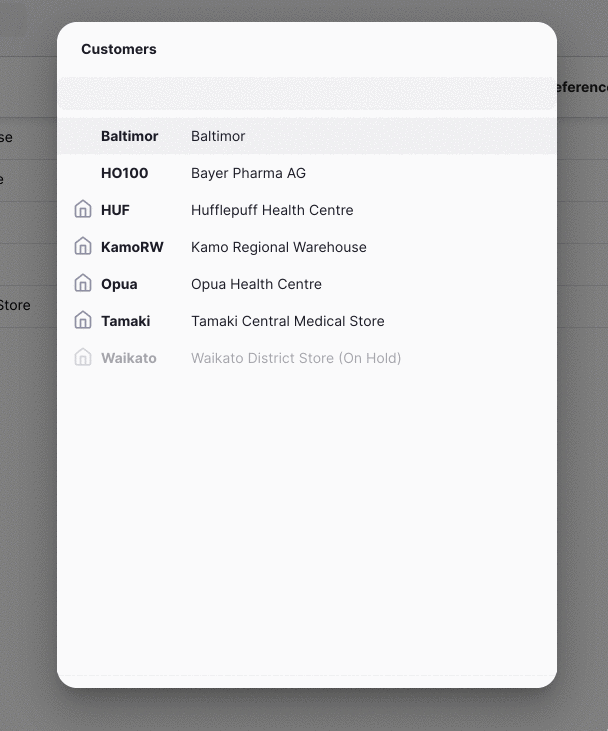 Customers
eference
Baltimor Baltimor
se
HO100 Bayer Pharma AG
e
HUF Hufflepuff Health Centre
KamoRW Kamo Regional Warehouse
Opua Opua Health Centre
Store
Tamaki Tamaki Central Medical Store
Waikato Waikato District Store (On Hold)